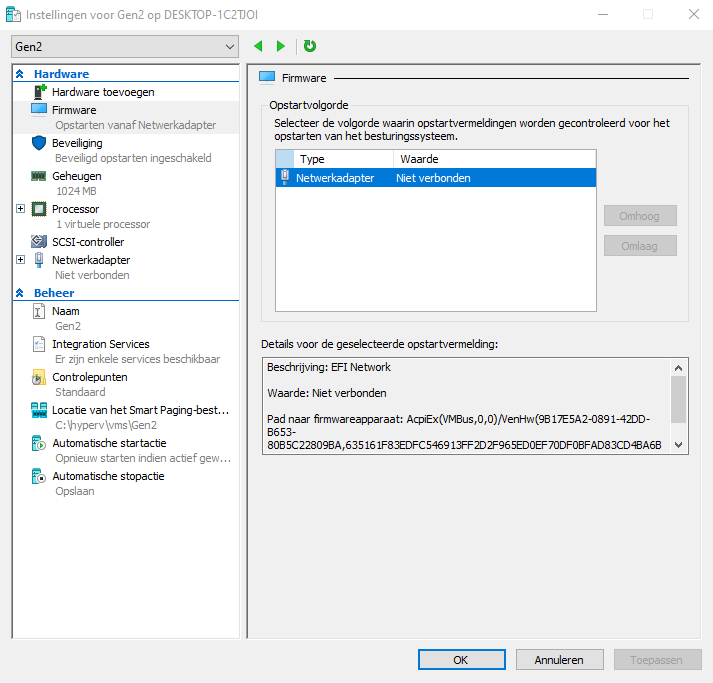 Instellingen voor Gen2 op DESKTOP-1C2TJOI
Gen2
Hardware
Hardware toevoegen
Firmware
Opstarten vanaf Netwerkadapter
Beveiliging
Beveiligd opstarten ingeschakeld
Geheugen
1024 MB
Processor
1 virtuele processor
SCSI-controller
Netwerkadapter
Niet verbonden
Beheer
Naam
Gen2
Integration Services
Er zijn enkele services beschikbaar
Controlepunten
Standaard
Locatie van het Smart Paging-best...
C:\hyperv\vms\Gen2
Automatische startactie
Opnieuw starten indien actief gew...
Automatische stopactie
Opslaan
Firmware
Opstartvolgorde
Selecteer de volgorde waarin opstartvermeldingen worden gecontroleerd voor het
opstarten van het besturingssysteem.
Type Waarde
Netwerkadapter Niet verbonden
Omhoog
Omlaag
Details voor de geselecteerde opstartvermelding:
Beschrijving: EFI Network
Waarde: Niet verbonden
Pad naar firmwareapparaat: AcpiEx(VMBus,0,0)/VenHw(9B17E5A2-0891-42DD-
B653-
80B5C22809BA,635161F83EDFC546913FF2D2F965ED0EF70DF0BFAD83CD4BA6B
OK Annuleren Toepassen